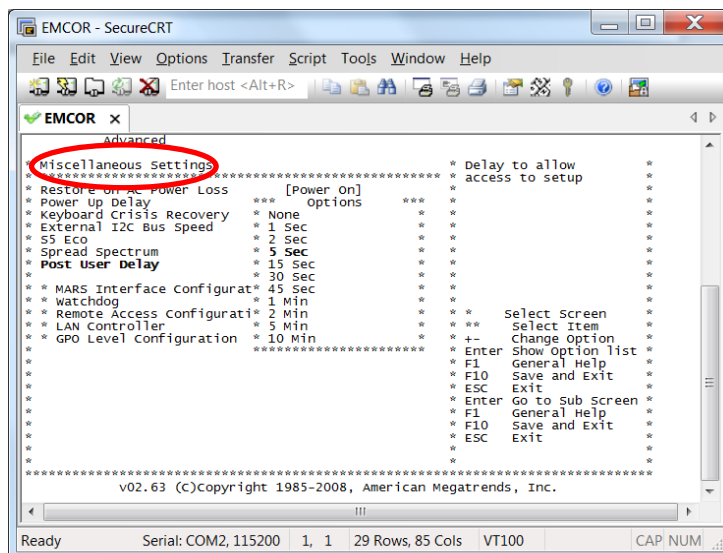 EMCOR - SecureCRT
File Edit View Options Transfer Script Tools Window Help
Enter host <Alt+R>
EMCOR
Advanced
* Miscellaneous Settings * Delay to allow *
* ***************************************** * access to setup *
* Restore on AC Power Loss [Power On] * *
* Power Up Delay *** Options *** * *
* Keyboard Crisis Recovery * None * * *
* External I2C Bus Speed * 1 Sec * * *
* S5 Eco * 2 Sec * * *
* Spread Spectrum * 5 Sec * * *
* Post User Delay * 15 Sec * * *
* * 30 Sec * * *
* * MARS Interface Configurat* 45 Sec * * *
* * Watchdog * 1 Min * * *
* * Remote Access Configurati* 2 Min * * * Select Screen *
* * LAN Controller * 5 Min * * ** Select Item *
* * GPO Level Configuration * 10 Min * * +- Change Option *
* *********************** * Enter Show Option list *
* * F1 General Help *
* * F10 Save and Exit *
* * ESC Exit *
* * Enter Go to Sub Screen *
* * F1 General Help *
* * F10 Save and Exit *
* * ESC Exit *
* * *
* * *
*******************************************************************************
v02.63 (C)Copyright 1985-2008, American Megatrends, Inc.
Ready Serial: COM2, 115200 1, 1 29 Rows, 85 Cols VT100 CAP NUM